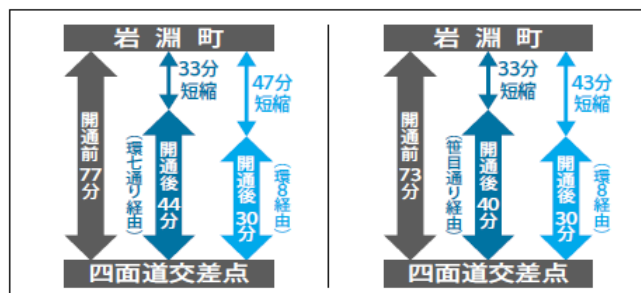 岩淵町
33分
短縮
47分
短縮
開通前77分
(環七通り経由)
開通後44分
開通後30分
(環8経由)
四面道交差点
岩淵町
33分
短縮
43分
短縮
開通前73分
(笹目通り経由)
開通後40分
開通後30分
(環8経由)
四面道交差点